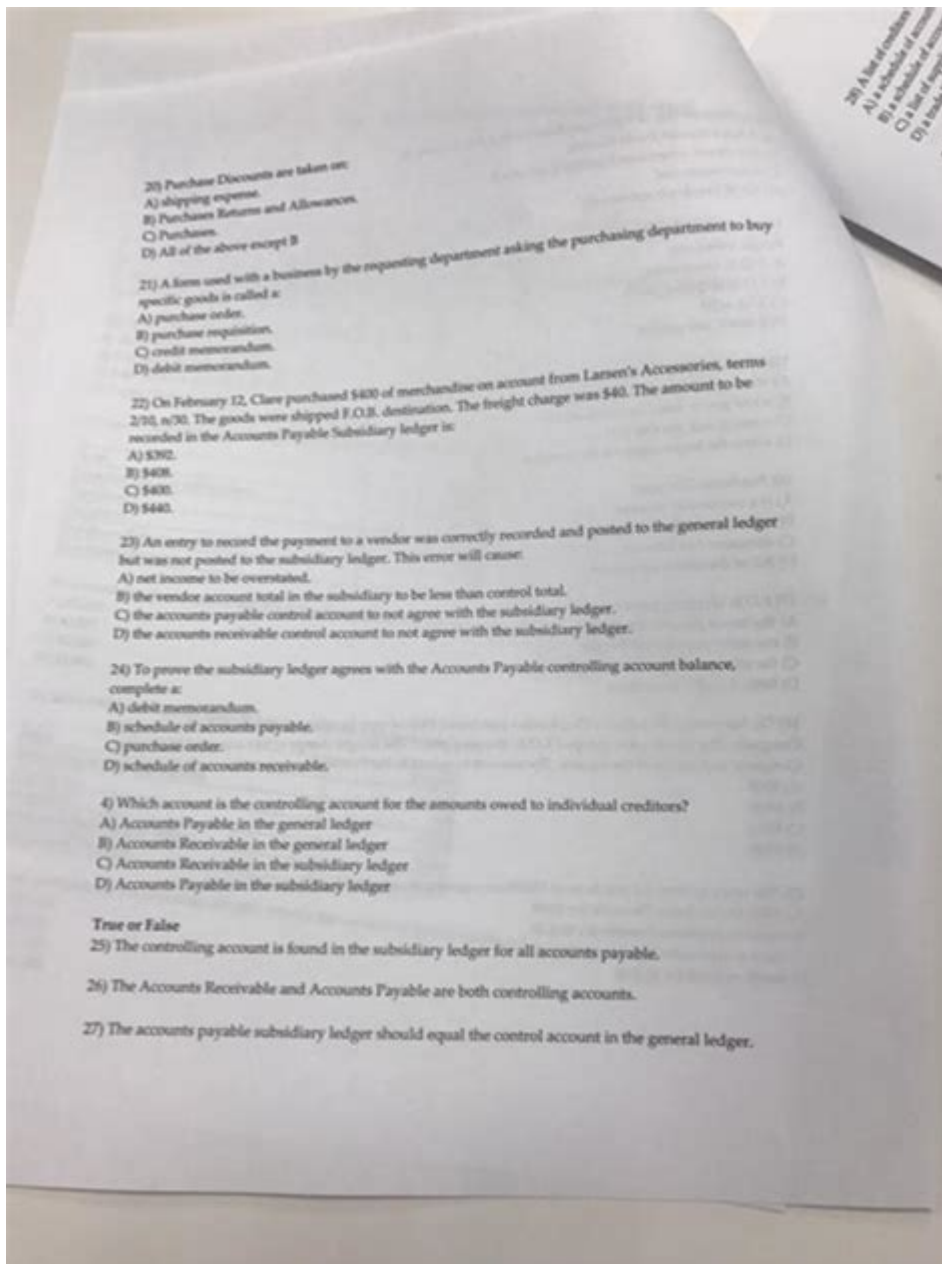 20) Purchase Discounts are taken on:
A) shipping expense.
B) Purchases Returns and Allowances.
C) Purchases.
D) All of the above except B
21) A form used with a business by the requesting department asking the purchasing department to buy
specific goods is called a:
A) purchase order.
B) purchase requisition.
C) credit memorandum.
D) debit memorandum.
22) On February 12, Clare purchased $400 of merchandise on account from Larsen's Accessories, terms
2/10, n/30. The goods were shipped F.O.B. destination. The freight charge was $40. The amount to be
recorded in the Accounts Payable Subsidiary ledger is:
A) $392.
B) $408.
C) $400.
D) $440.
23) An entry to record the payment to a vendor was correctly recorded and posted to the general ledger
but was not posted to the subsidiary ledger. This error will cause:
A) net income to be overstated.
B) the vendor account total in the subsidiary to be less than control total.
C) the accounts payable control account to not agree with the subsidiary ledger.
D) the accounts receivable control account to not agree with the subsidiary ledger.
24) To prove the subsidiary ledger agrees with the Accounts Payable controlling account balance,
complete a:
A) debit memorandum.
B) schedule of accounts payable.
C) purchase order.
D) schedule of accounts receivable.
4) Which account is the controlling account for the amounts owed to individual creditors?
A) Accounts Payable in the general ledger
B) Accounts Receivable in the general ledger
C) Accounts Receivable in the subsidiary ledger
D) Accounts Payable in the subsidiary ledger
True or False
25) The controlling account is found in the subsidiary ledger for all accounts payable.
26) The Accounts Receivable and Accounts Payable are both controlling accounts.
27) The accounts payable subsidiary ledger should equal the control account in the general ledger.
28) A list of creditors
A) a schedule of
B) a schedule of
C) a list of
D) a